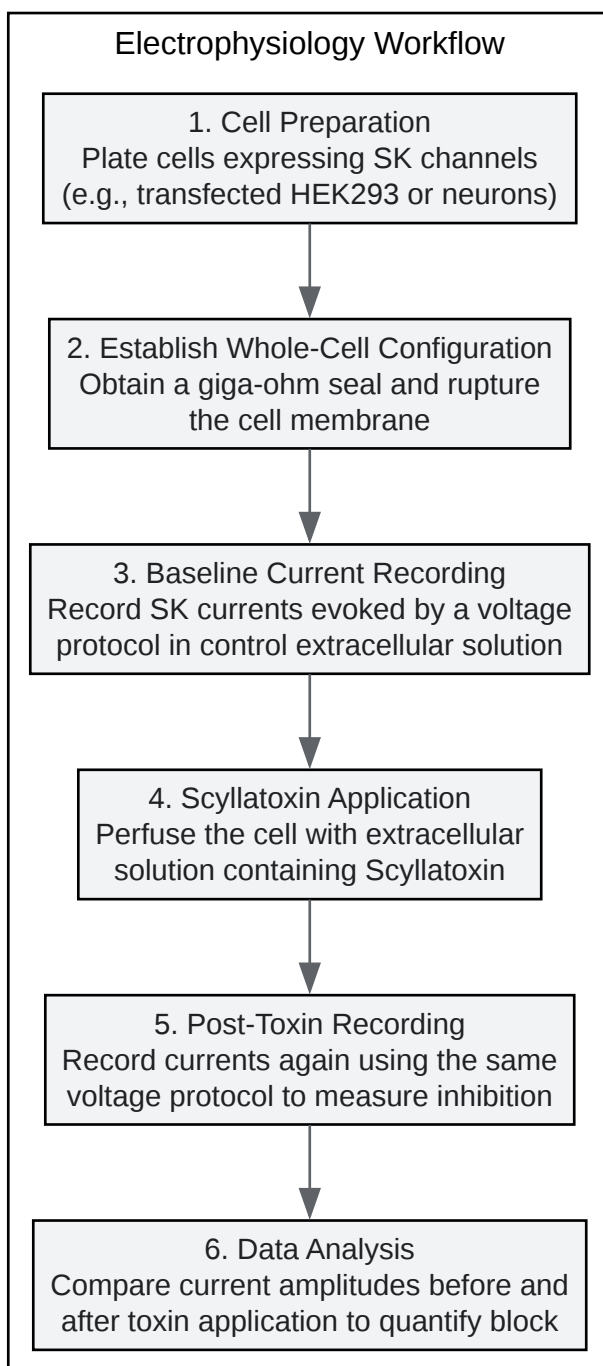 Electrophysiology Workflow
1. Cell Preparation
Plate cells expressing SK channels
(e.g., transfected HEK293 or neurons)
2. Establish Whole-Cell Configuration
Obtain a giga-ohm seal and rupture
the cell membrane
3. Baseline Current Recording
Record SK currents evoked by a voltage
protocol in control extracellular solution
4. Scyllatoxin Application
Perfuse the cell with extracellular
solution containing Scyllatoxin
5. Post-Toxin Recording
Record currents again using the same
voltage protocol to measure inhibition
6. Data Analysis
Compare current amplitudes before and
after toxin application to quantify block